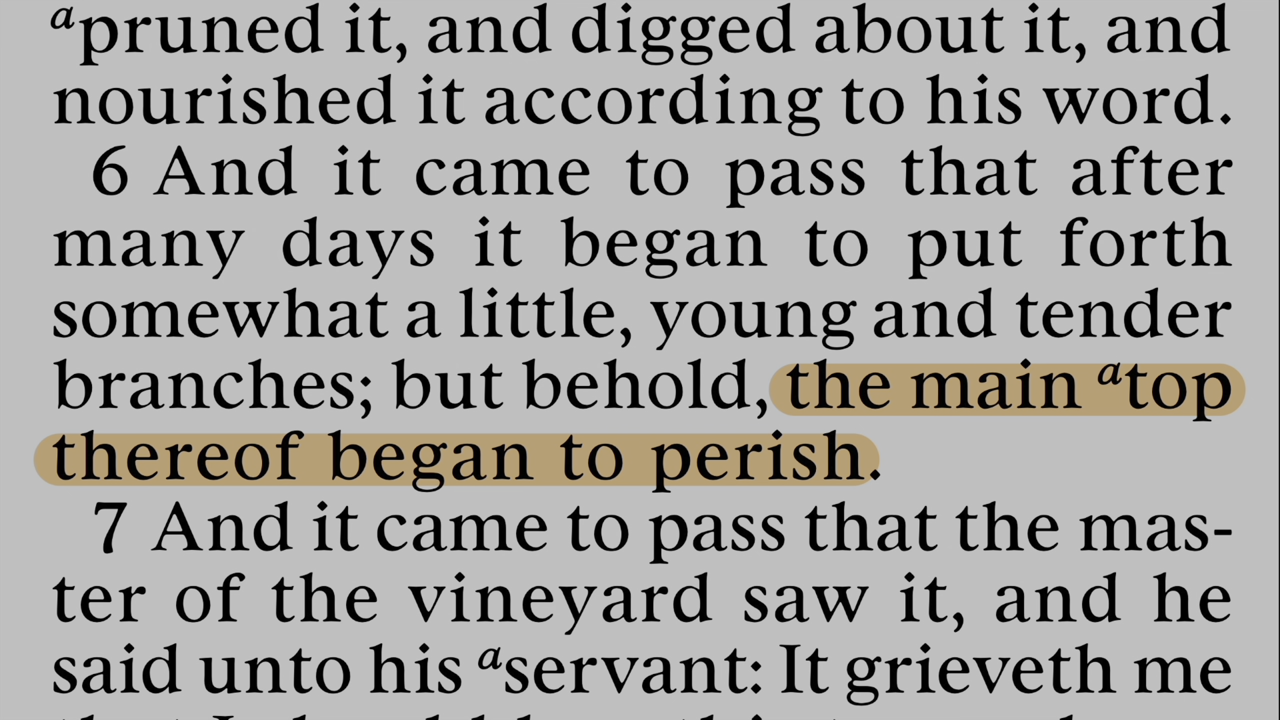 ᵃpruned it, and digged about it, and
nourished it according to his word.
6 And it came to pass that after
many days it began to put forth
somewhat a little, young and tender
branches; but behold, the main ᵃtop
thereof began to perish.
7 And it came to pass that the mas-
ter of the vineyard saw it, and he
said unto his ᵃservant: It grieveth me